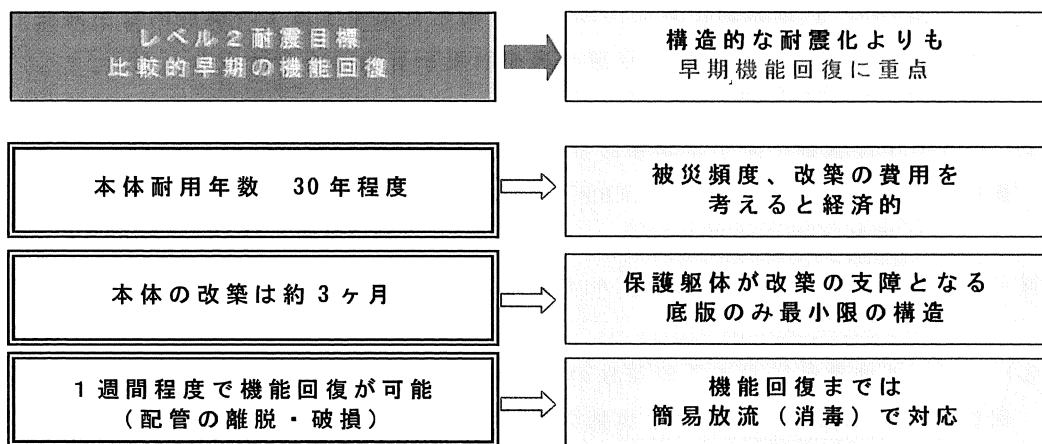 レベル２耐震目標
比較的早期の機能回復
構造的な耐震化よりも
早期機能回復に重点
本体耐用年数　30年程度
被災頻度、改築の費用を
考えると経済的
本体の改築は約３ヶ月
保護躯体が改築の支障となる
底版のみ最小限の構造
１週間程度で機能回復が可能
（配管の離脱・破損）
機能回復までは
簡易放流（消毒）で対応